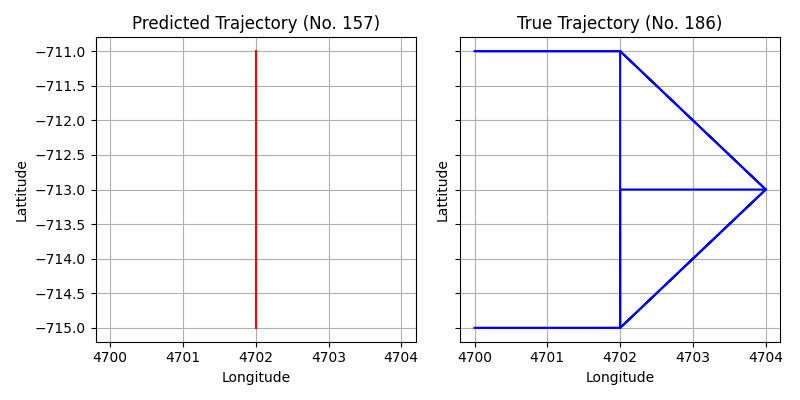 Predicted Trajectory (No. 157)
−711.0
−711.5
−712.0
−712.5
−713.0
−713.5
−714.0
−714.5
−715.0
Lattitude
4700 4701 4702 4703 4704
Longitude
True Trajectory (No. 186)
Lattitude
4700 4701 4702 4703 4704
Longitude